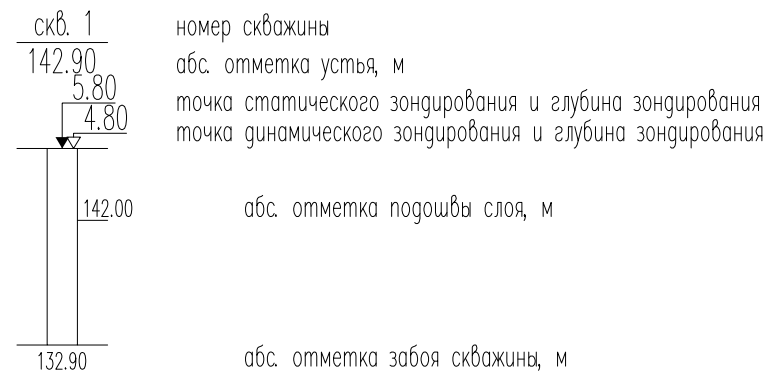 скв. 1 номер скважины
142.90 абс. отметка устья, м
5.80 точка статического зондирования и глубина зондирования
4.80 точка динамического зондирования и глубина зондирования
142.00 абс. отметка подошвы слоя, м
132.90 абс. отметка забоя скважины, м